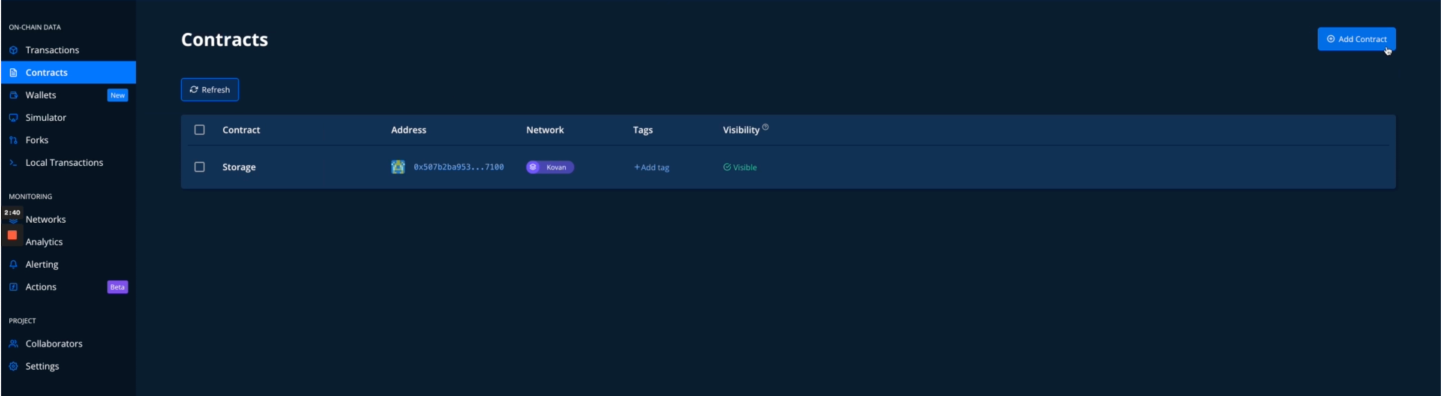 ON-CHAIN DATA
Transactions
Contracts
Wallets New
Simulator
Forks
Local Transactions
MONITORING
2:40
Networks
Analytics
Alerting
Actions Beta
PROJECT
Collaborators
Settings
Contracts
Add Contract
Refresh
Contract Address Network Tags Visibility
Storage 0x507b2ba953...7100 Kovan +Add tag Visible